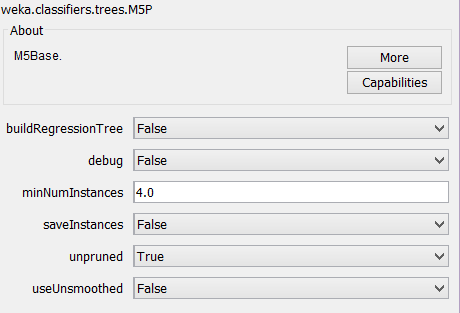 weka.classifiers.trees.M5P
About
M5Base.
More
Capabilities
buildRegressionTree False
debug False
minNumInstances 4.0
saveInstances False
unpruned True
useUnsmoothed False